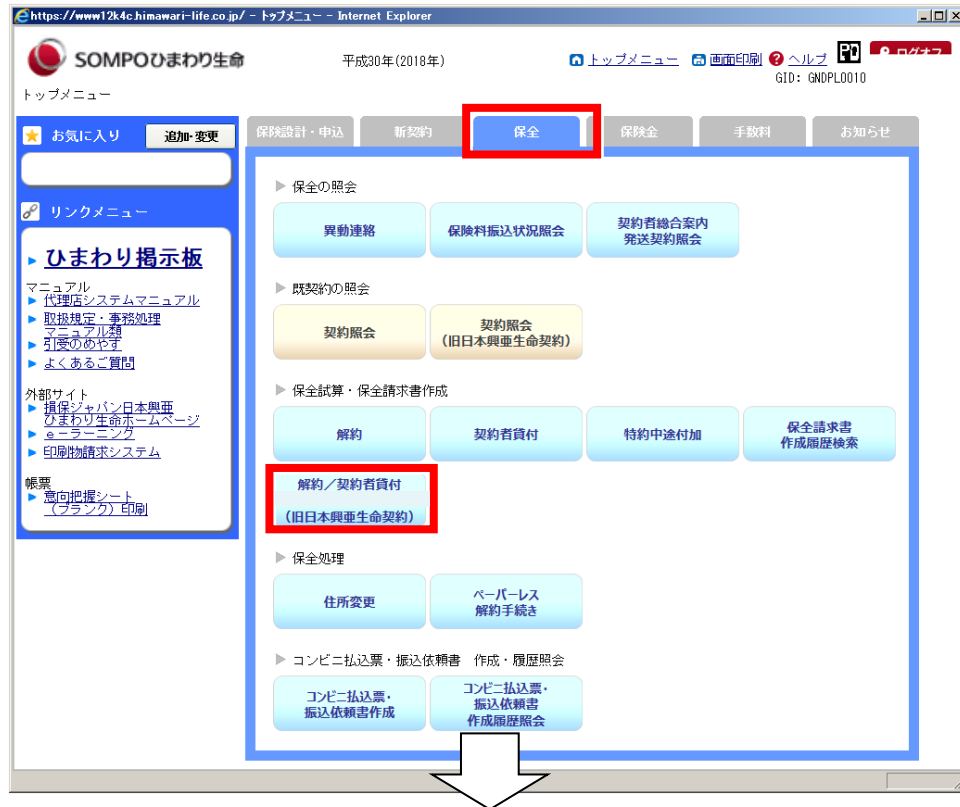 https://www12k4c.himawari-life.co.jp/ - トップメニュー - Internet Explorer
SOMPOひまわり生命
平成30年(2018年)
トップメニュー 画面印刷 ヘルプ ログオフ
GID: GNDPL0010
トップメニュー
お気に入り 追加・変更
保険設計・申込 新契約 保全 保険金 手数料 お知らせ
リンクメニュー
ひまわり掲示板
マニュアル
代理店システムマニュアル
取扱規定・事務処理
マニュアル類
引受のめやす
よくあるご質問
外部サイト
損保ジャパン日本興亜
ひまわり生命ホームページ
e-ラーニング
印刷物請求システム
帳票
意向把握シート
（ブランク）印刷
保全の照会
異動連絡
保険料振込状況照会
契約者総合案内
発送契約照会
既契約の照会
契約照会
契約照会
（旧日本興亜生命契約）
保全試算・保全請求書作成
解約
契約者貸付
特約中途付加
保全請求書
作成履歴検索
解約／契約者貸付
（旧日本興亜生命契約）
保全処理
住所変更
ペーパーレス
解約手続き
コンビニ払込票・振込依頼書 作成・履歴照会
コンビニ払込票・
振込依頼書作成
コンビニ払込票・
振込依頼書
作成履歴照会